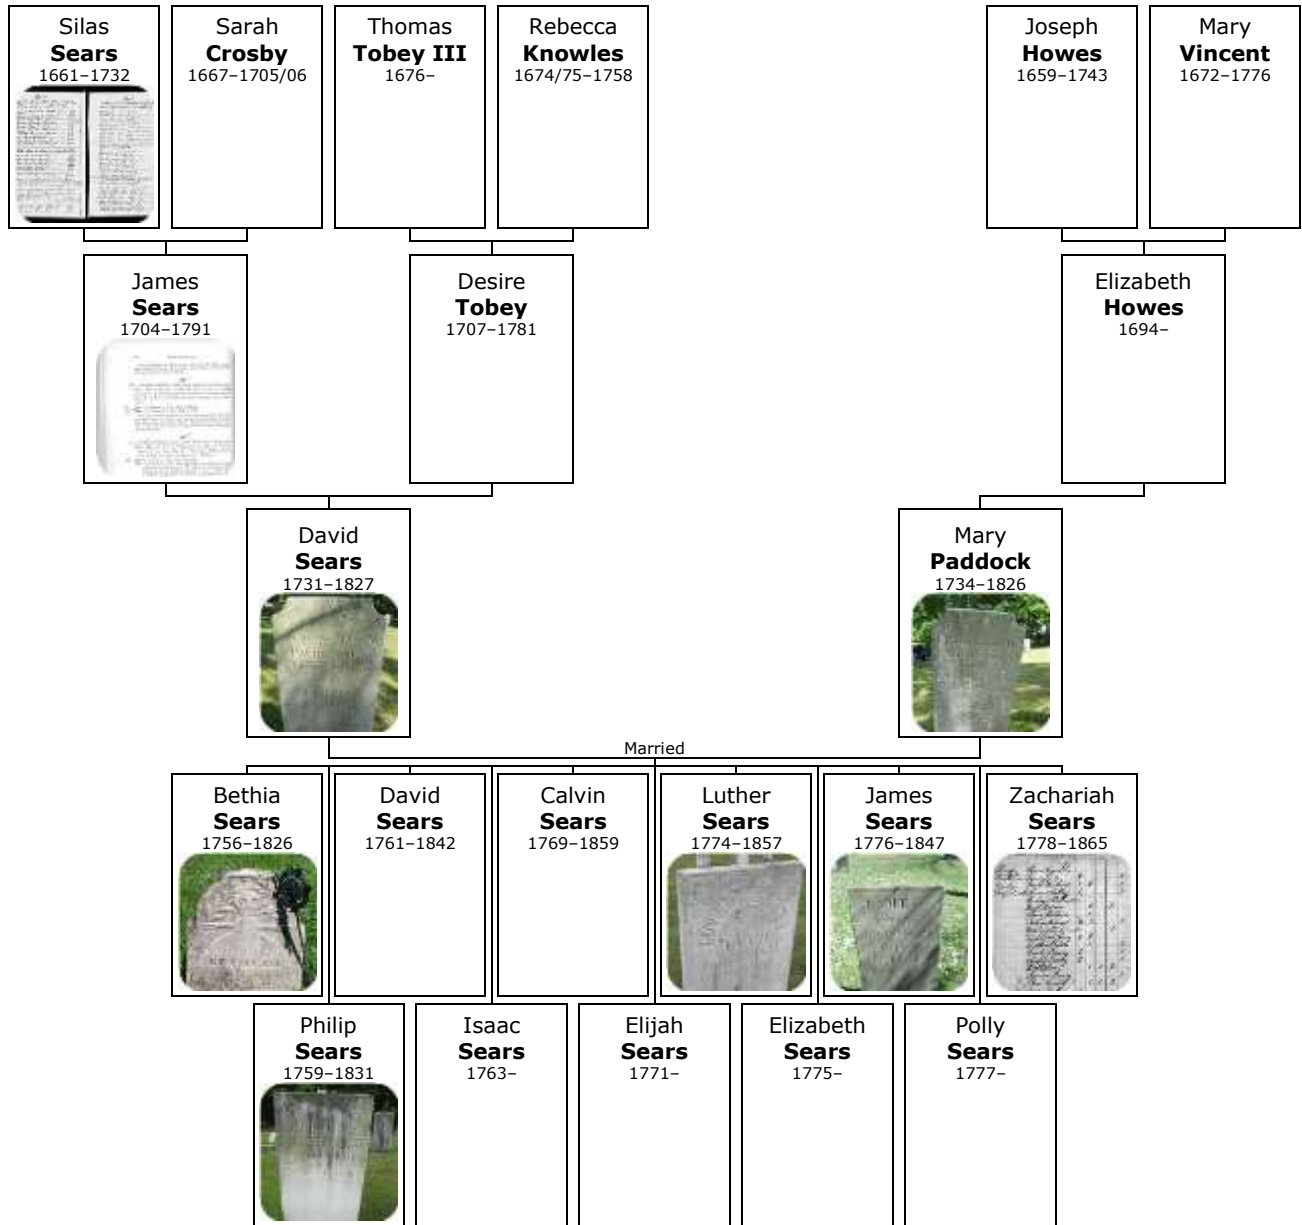 Silas
Sears
1661–1732
Sarah
Crosby
1667–1705/06
Thomas
Tobey III
1676–
Rebecca
Knowles
1674/75–1758
Joseph
Howes
1659–1743
Mary
Vincent
1672–1776
James
Sears
1704–1791
Desire
Tobey
1707–1781
Elizabeth
Howes
1694–
David
Sears
1731–1827
Mary
Paddock
1734–1826
Married
Bethia
Sears
1756–1826
David
Sears
1761–1842
Calvin
Sears
1769–1859
Luther
Sears
1774–1857
James
Sears
1776–1847
Zachariah
Sears
1778–1865
Philip
Sears
1759–1831
Isaac
Sears
1763–
Elijah
Sears
1771–
Elizabeth
Sears
1775–
Polly
Sears
1777–